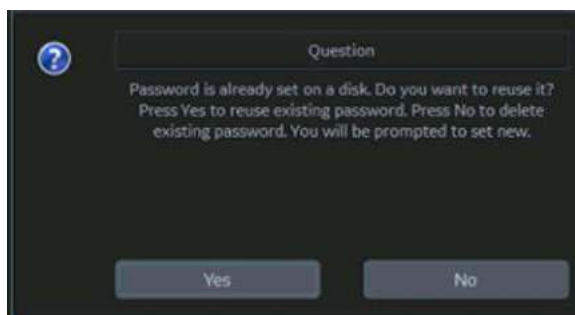 Question
Password is already set on a disk. Do you want to reuse it?
Press Yes to reuse existing password. Press No to delete
existing password. You will be prompted to set new.
Yes
No